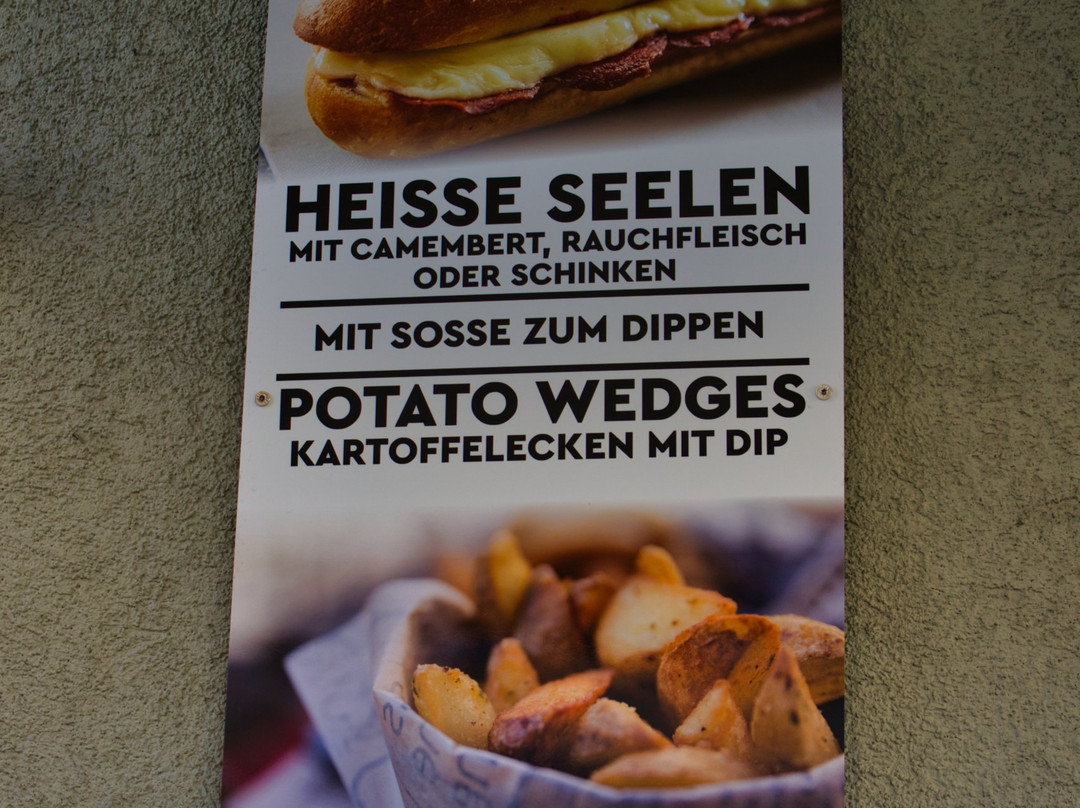 HEISSE SEELEN
MIT CAMEMBERT, RAUCHFLEISCH
ODER SCHINKEN
MIT SOSSE ZUM DIPPEN
POTATO WEDGES
KARTOFFELECKEN MIT DIP